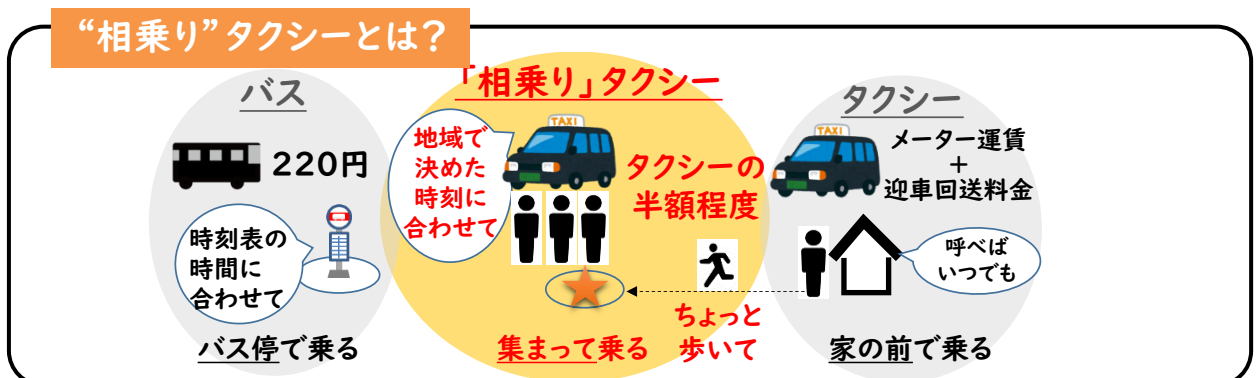 “相乗り”タクシーとは?
バス
220円
時刻表の
時間に
合わせて
バス停で乗る
「相乗り」タクシー
地域で
決めた
時刻に
合わせて
TAXI
タクシーの
半額程度
集まって乗る
ちょっと
歩いて
タクシー
TAXI
メーター運賃
+
迎車回送料金
呼べば
いつでも
家の前で乗る